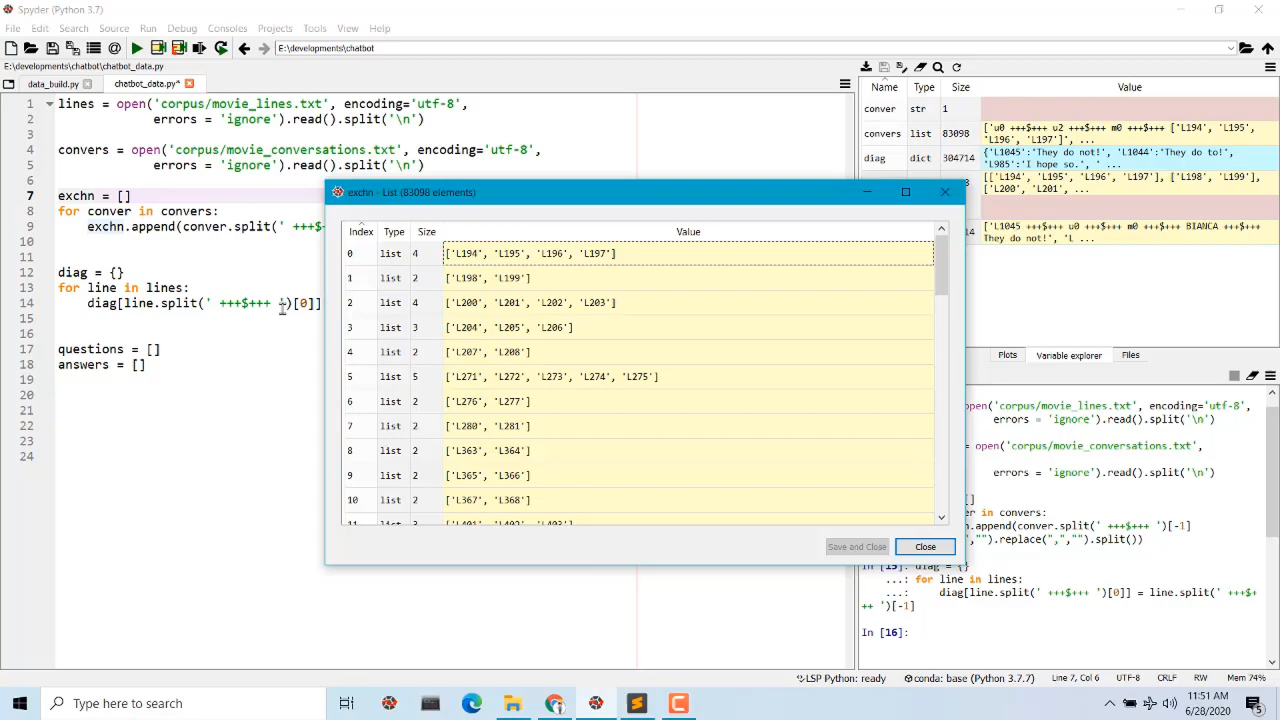 Spyder (Python 3.7)
File Edit Search Source Run Debug Consoles Projects Tools View Help
E:\developments\chatbot
E:\developments\chatbot\chatbot_data.py
data_build.py chatbot_data.py*
1 lines = open('corpus/movie_lines.txt', encoding='utf-8',
2 errors = 'ignore').read().split('\n')
3
4 convers = open('corpus/movie_conversations.txt', encoding='utf-8',
5 errors = 'ignore').read().split('\n')
6
7 exchn = []
8 for conver in convers:
9 exchn.append(conver.split(' +++$
10
11
12 diag = {}
13 for line in lines:
14 diag[line.split(' +++$+++ ')[0]]
15
16
17 questions = []
18 answers = []
19
20
21
22
23
24
exchn - List (83098 elements)
Index Type Size Value
0 list 4 ['L194', 'L195', 'L196', 'L197']
1 list 2 ['L198', 'L199']
2 list 4 ['L200', 'L201', 'L202', 'L203']
3 list 3 ['L204', 'L205', 'L206']
4 list 2 ['L207', 'L208']
5 list 5 ['L271', 'L272', 'L273', 'L274', 'L275']
6 list 2 ['L276', 'L277']
7 list 2 ['L280', 'L281']
8 list 2 ['L363', 'L364']
9 list 2 ['L365', 'L366']
10 list 2 ['L367', 'L368']
11 list 3 ['L401', 'L402', 'L403']
Save and Close Close
Name Type Size Value
conver str 1
convers list 83098 ['u0 +++$+++ u2 +++$+++ m0 +++$+++ ['L194', 'L195',
'L196', 'L197']", ...
diag dict 304714 {'L1045':'They do not!', 'L1044':'They do to!',
'L985':'I hope so.', ' ...
[['L194', 'L195', 'L196', 'L197'], ['L198', 'L199'],
['L200', 'L201', ...
['L1045 +++$+++ u0 +++$+++ m0 +++$+++ BIANCA +++$+++
They do not!', 'L ...
Plots Variable explorer Files
open('corpus/movie_lines.txt', encoding='utf-8',
errors = 'ignore').read().split('\n')
= open('corpus/movie_conversations.txt',
errors = 'ignore').read().split('\n')
[]
er in convers:
n.append(conver.split(' +++$+++ ')[-1]
","").replace(",","").split())
In [15]: diag = {}
...: for line in lines:
...: diag[line.split(' +++$+++ ')[0]] = line.split(' +++$+
++ ')[-1]
In [16]:
LSP Python: ready conda: base (Python 3.7.7) Line 7, Col 6 UTF-8 CRLF RW Mem 74%
Type here to search
11:51 AM
6/28/2020
5